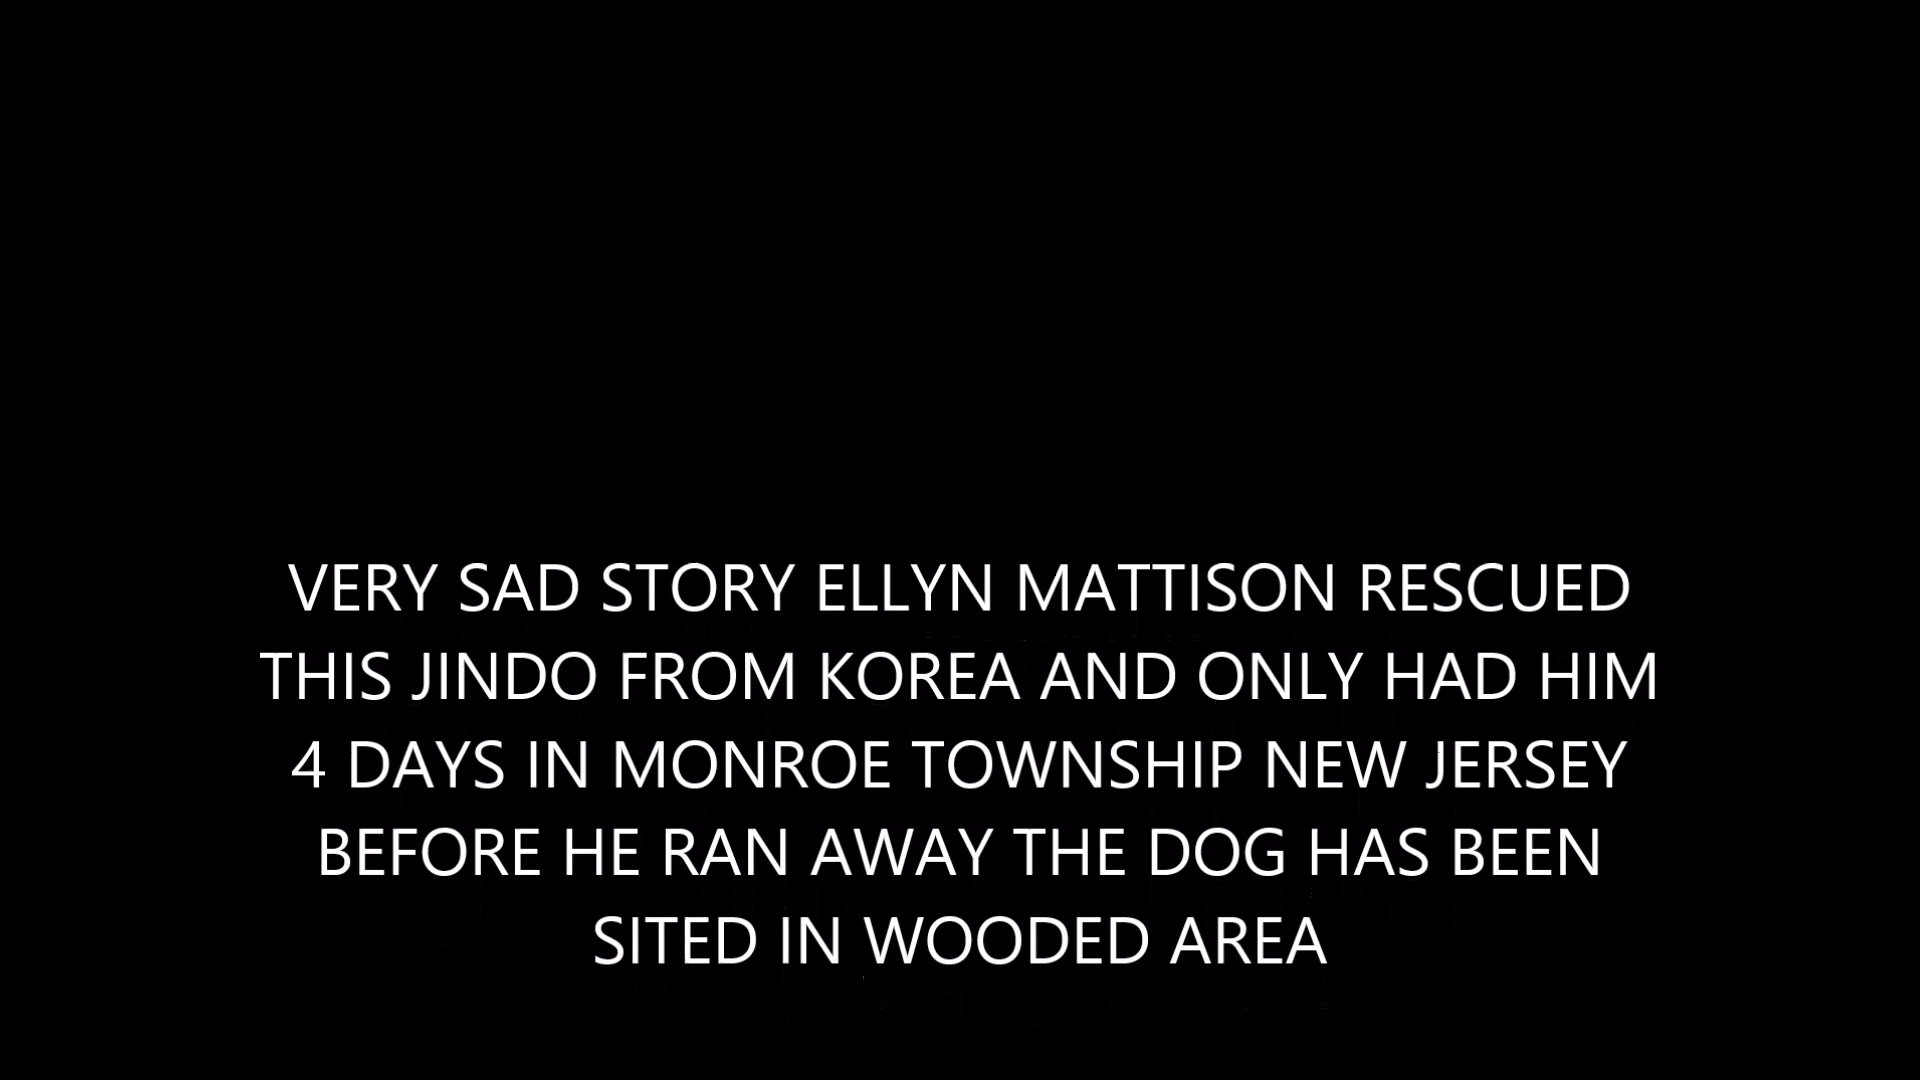 VERY SAD STORY ELLYN MATTISON RESCUED
THIS JINDO FROM KOREA AND ONLY HAD HIM
4 DAYS IN MONROE TOWNSHIP NEW JERSEY
BEFORE HE RAN AWAY THE DOG HAS BEEN
SITED IN WOODED AREA